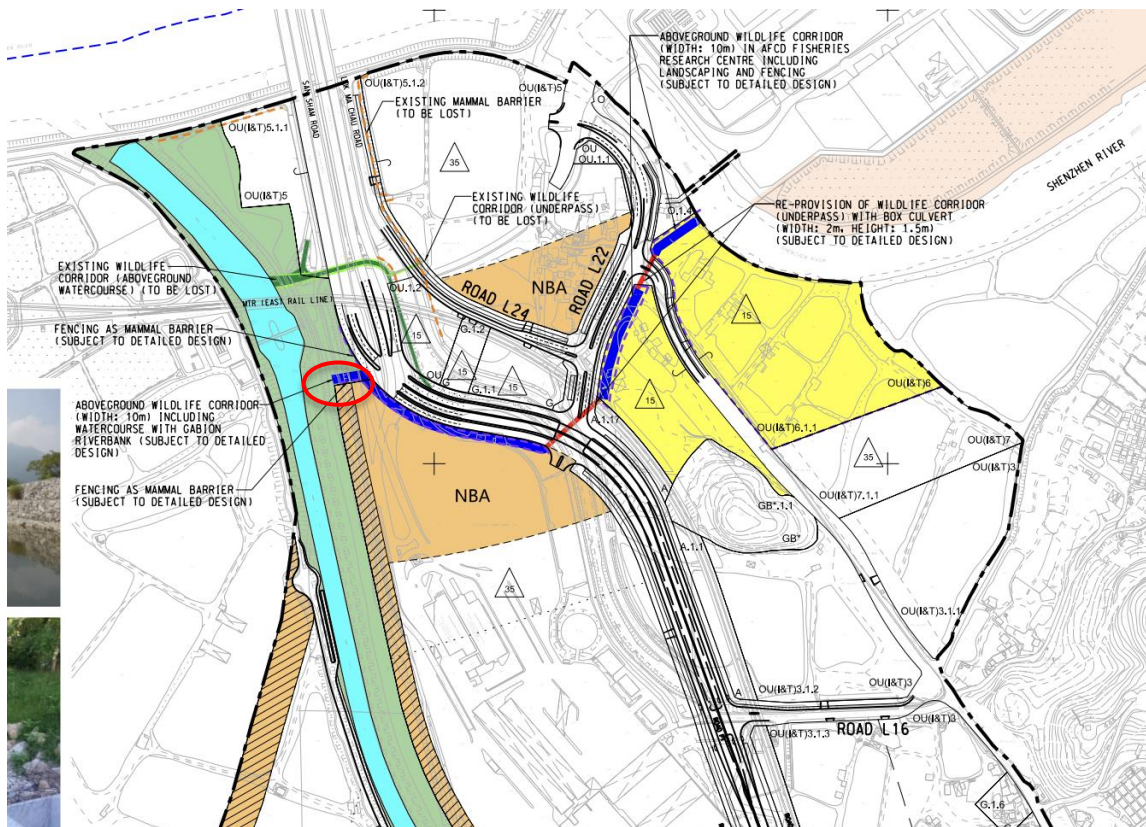 ABOVEGROUND WILDLIFE CORRIDOR
(WIDTH: 10m) IN AFCD FISHERIES
RESEARCH CENTRE INCLUDING
LANDSCAPING AND FENCING
(SUBJECT TO DETAILED DESIGN)
OU(I&T)5.1.2
OU(I&T)5
SAN SHAM ROAD
LOK MA CHAU ROAD
EXISTING MAMMAL BARRIER
(TO BE LOST)
OU(I&T)5.1.1
OU
OU.1.1
35
SHENZHEN RIVER
OU(I&T)5
EXISTING WILDLIFE
CORRIDOR (UNDERPASS)
(TO BE LOST)
O.1.4
RE-PROVISION OF WILDLIFE CORRIDOR
(UNDERPASS) WITH BOX CULVERT
(WIDTH: 2m, HEIGHT: 1.5m)
(SUBJECT TO DETAILED DESIGN)
EXISTING WILDLIFE
CORRIDOR (ABOVEGROUND
WATERCOURSE) (TO BE LOST)
OU.1.2
NBA
ROAD L22
ROAD L24
MTR (EAST RAIL LINE)
15
G.1.2
15
FENCING AS MAMMAL BARRIER
(SUBJECT TO DETAILED DESIGN)
15
OU
G
G.1.1
15
G
15
OU(I&T)6
ABOVEGROUND WILDLIFE CORRIDOR
(WIDTH: 10m) INCLUDING
WATERCOURSE WITH GABION
RIVERBANK (SUBJECT TO DETAILED
DESIGN)
A.1.1
OU(I&T)6.1.1
OU(I&T)7
OU(I&T)3
35
FENCING AS MAMMAL BARRIER
(SUBJECT TO DETAILED DESIGN)
NBA
A
GB*.1.1
OU(I&T)7.1.1
GB*
A.1.1
35
OU(I&T)3.1.1
A
OU(I&T)3.1.2
OU(I&T)3
OU(I&T)3
OU(I&T)3.1.3
ROAD L16
G.1.6